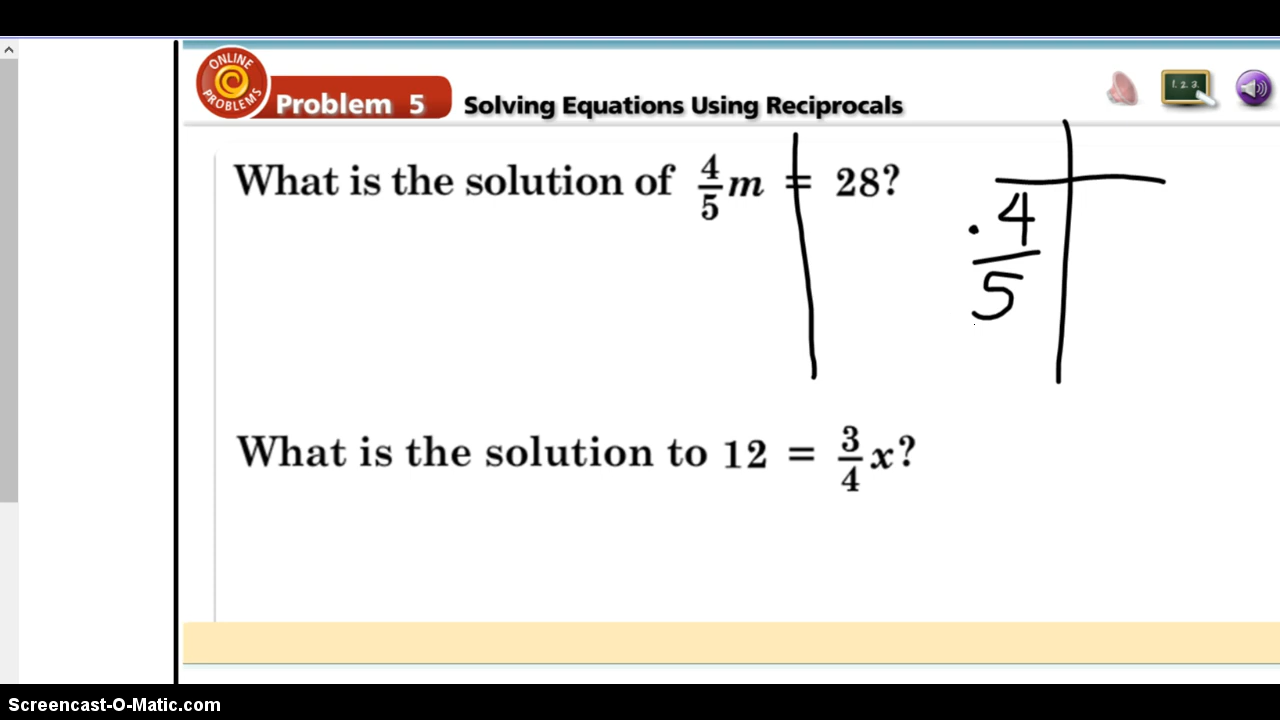 ONLINE PROBLEMS
Problem 5 Solving Equations Using Reciprocals
1. 2. 3.
What is the solution of 4/5 m = 28?
. 4/5
What is the solution to 12 = 3/4 x?
Screencast-O-Matic.com